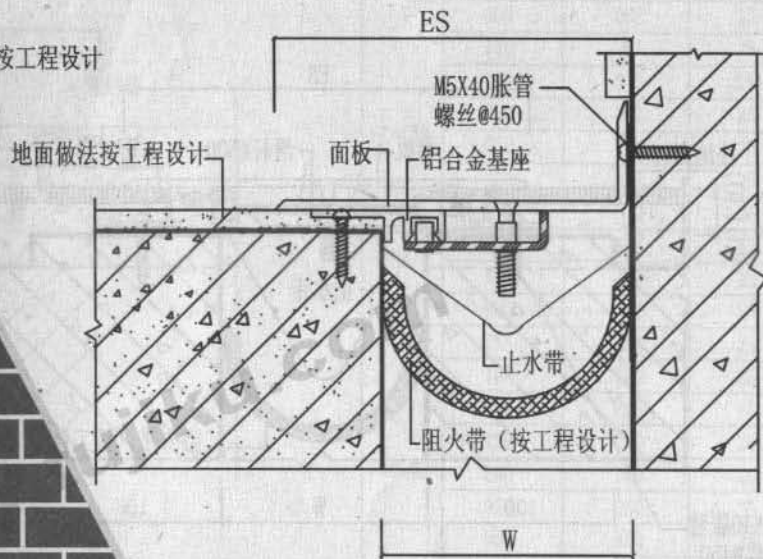 ES
按工程设计
M5X40胀管
螺丝@450
地面做法按工程设计
面板
铝合金基座
止水带
阻火带（按工程设计）
W
ujiku.com